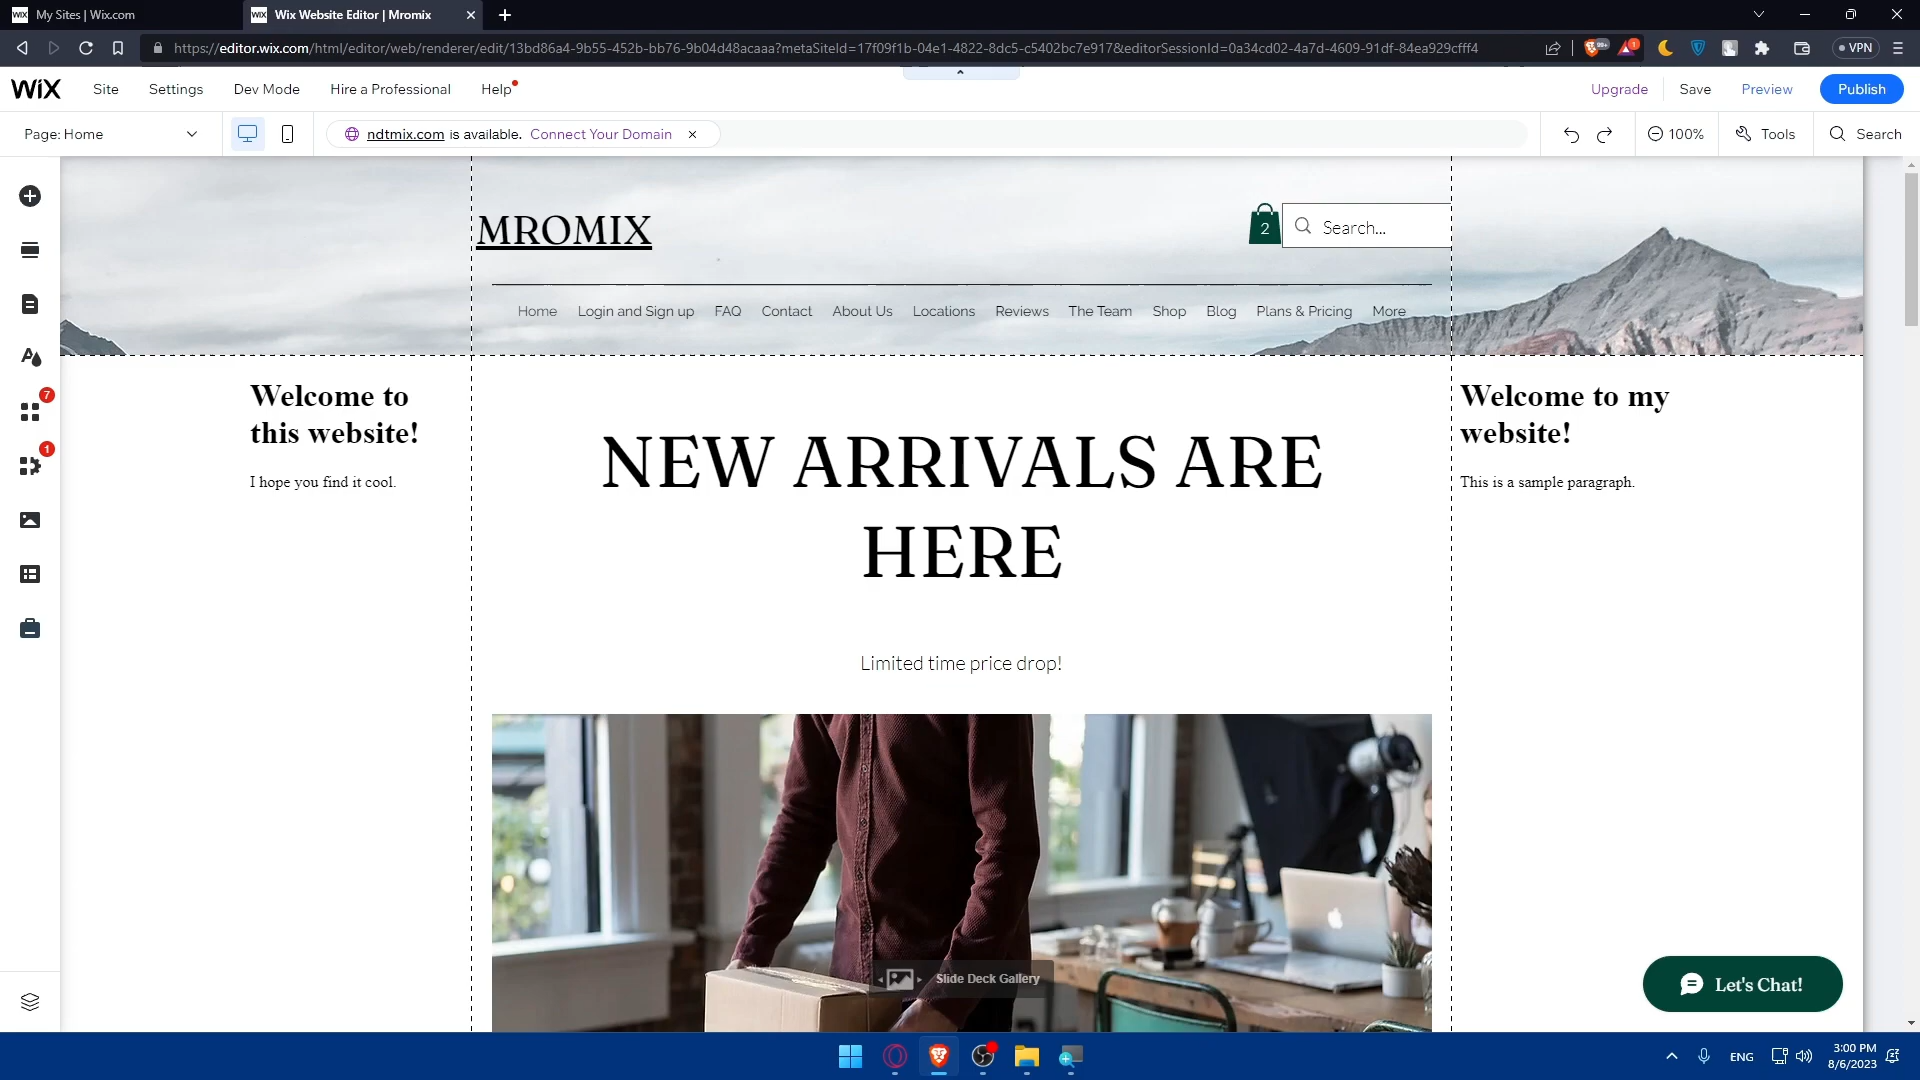 WiX My Sites | Wix.com
WiX Wix Website Editor | Mromix
https://editor.wix.com/html/editor/web/renderer/edit/13bd86a4-9b55-452b-bb76-9b04d48acaaa?metaSiteId=17f09f1b-04e1-4822-8dc5-c5402bc7e917&editorSessionId=0a34cd02-4a7d-4609-91df-84ea929cfff4
99+
1
VPN
WiX Site Settings Dev Mode Hire a Professional Help Upgrade Save Preview Publish
Page: Home ndtmix.com is available. Connect Your Domain 100% Tools Search
7
1
MROMIX
2
Search...
Home Login and Sign up FAQ Contact About Us Locations Reviews The Team Shop Blog Plans & Pricing More
Welcome to
this website!
I hope you find it cool.
NEW ARRIVALS ARE
HERE
Limited time price drop!
Welcome to my
website!
This is a sample paragraph.
Slide Deck Gallery
Let's Chat!
ENG
3:00 PM
8/6/2023